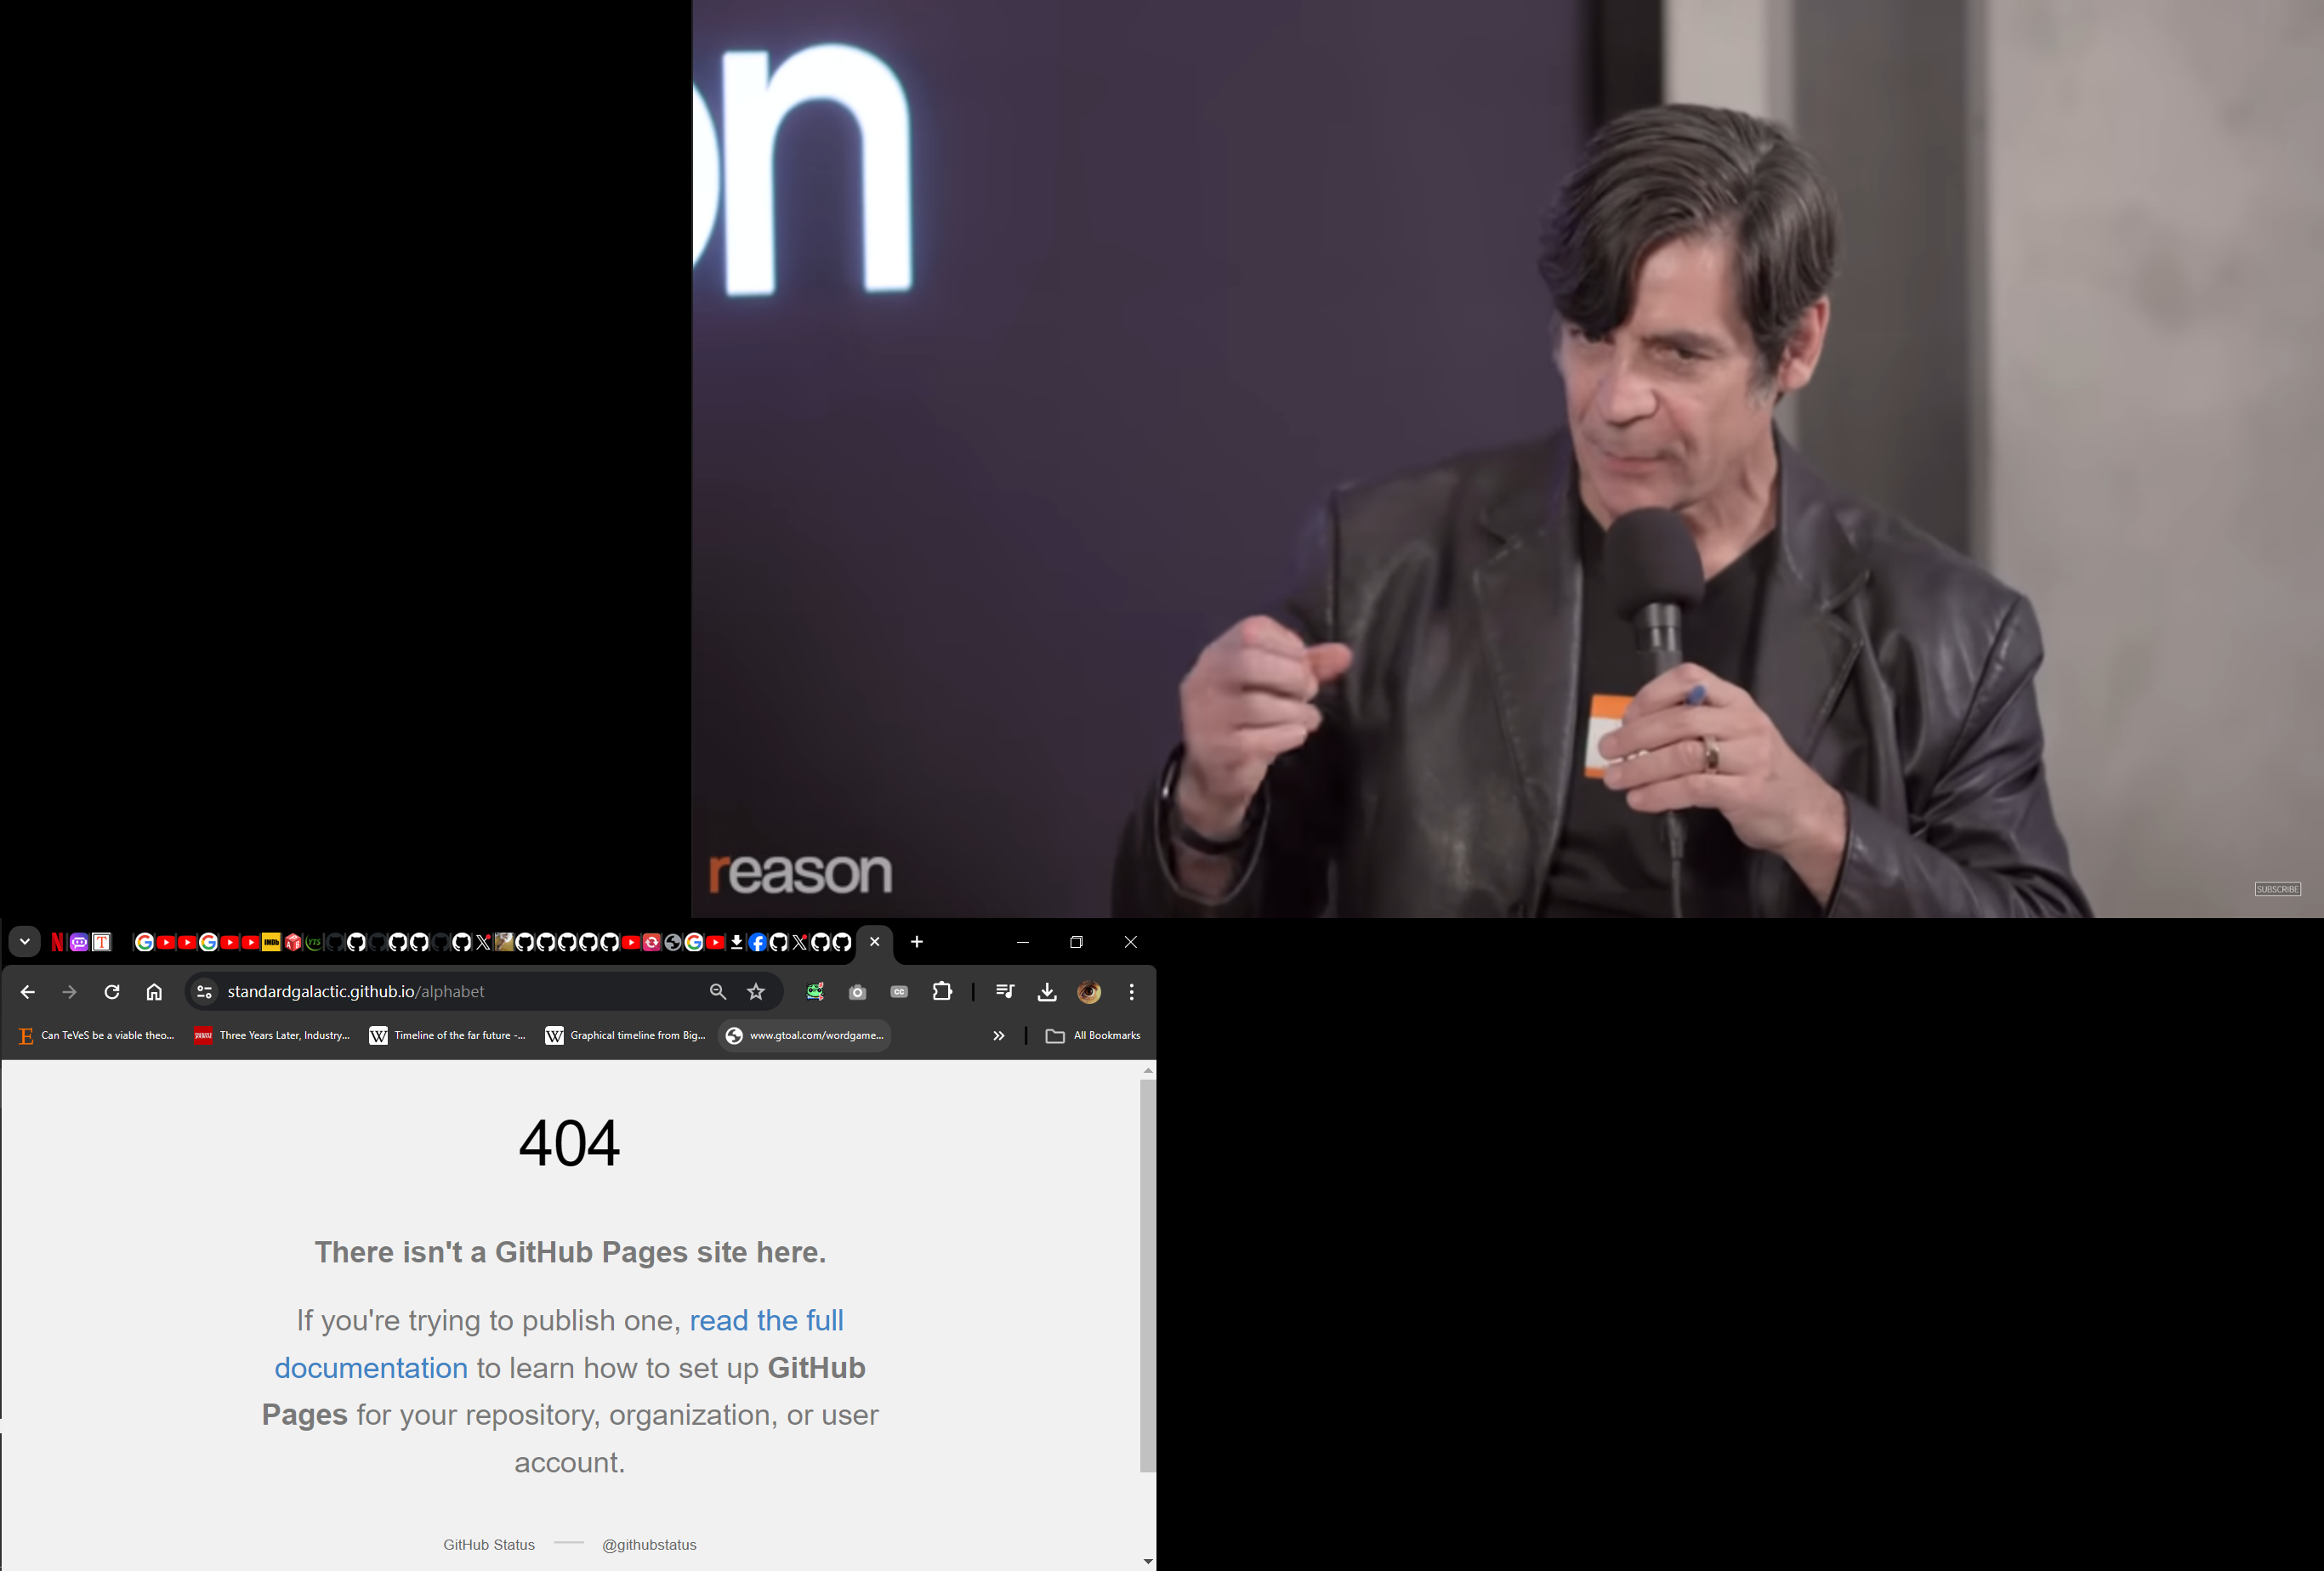 on
reason
SUBSCRIBE
standardgalactic.github.io/alphabet
Can TeVeS be a viable theo...
Three Years Later, Industry...
Timeline of the far future -...
Graphical timeline from Big...
www.gtoal.com/wordgame...
All Bookmarks
404
There isn't a GitHub Pages site here.
If you're trying to publish one, read the full
documentation to learn how to set up GitHub
Pages for your repository, organization, or user
account.
GitHub Status
@githubstatus